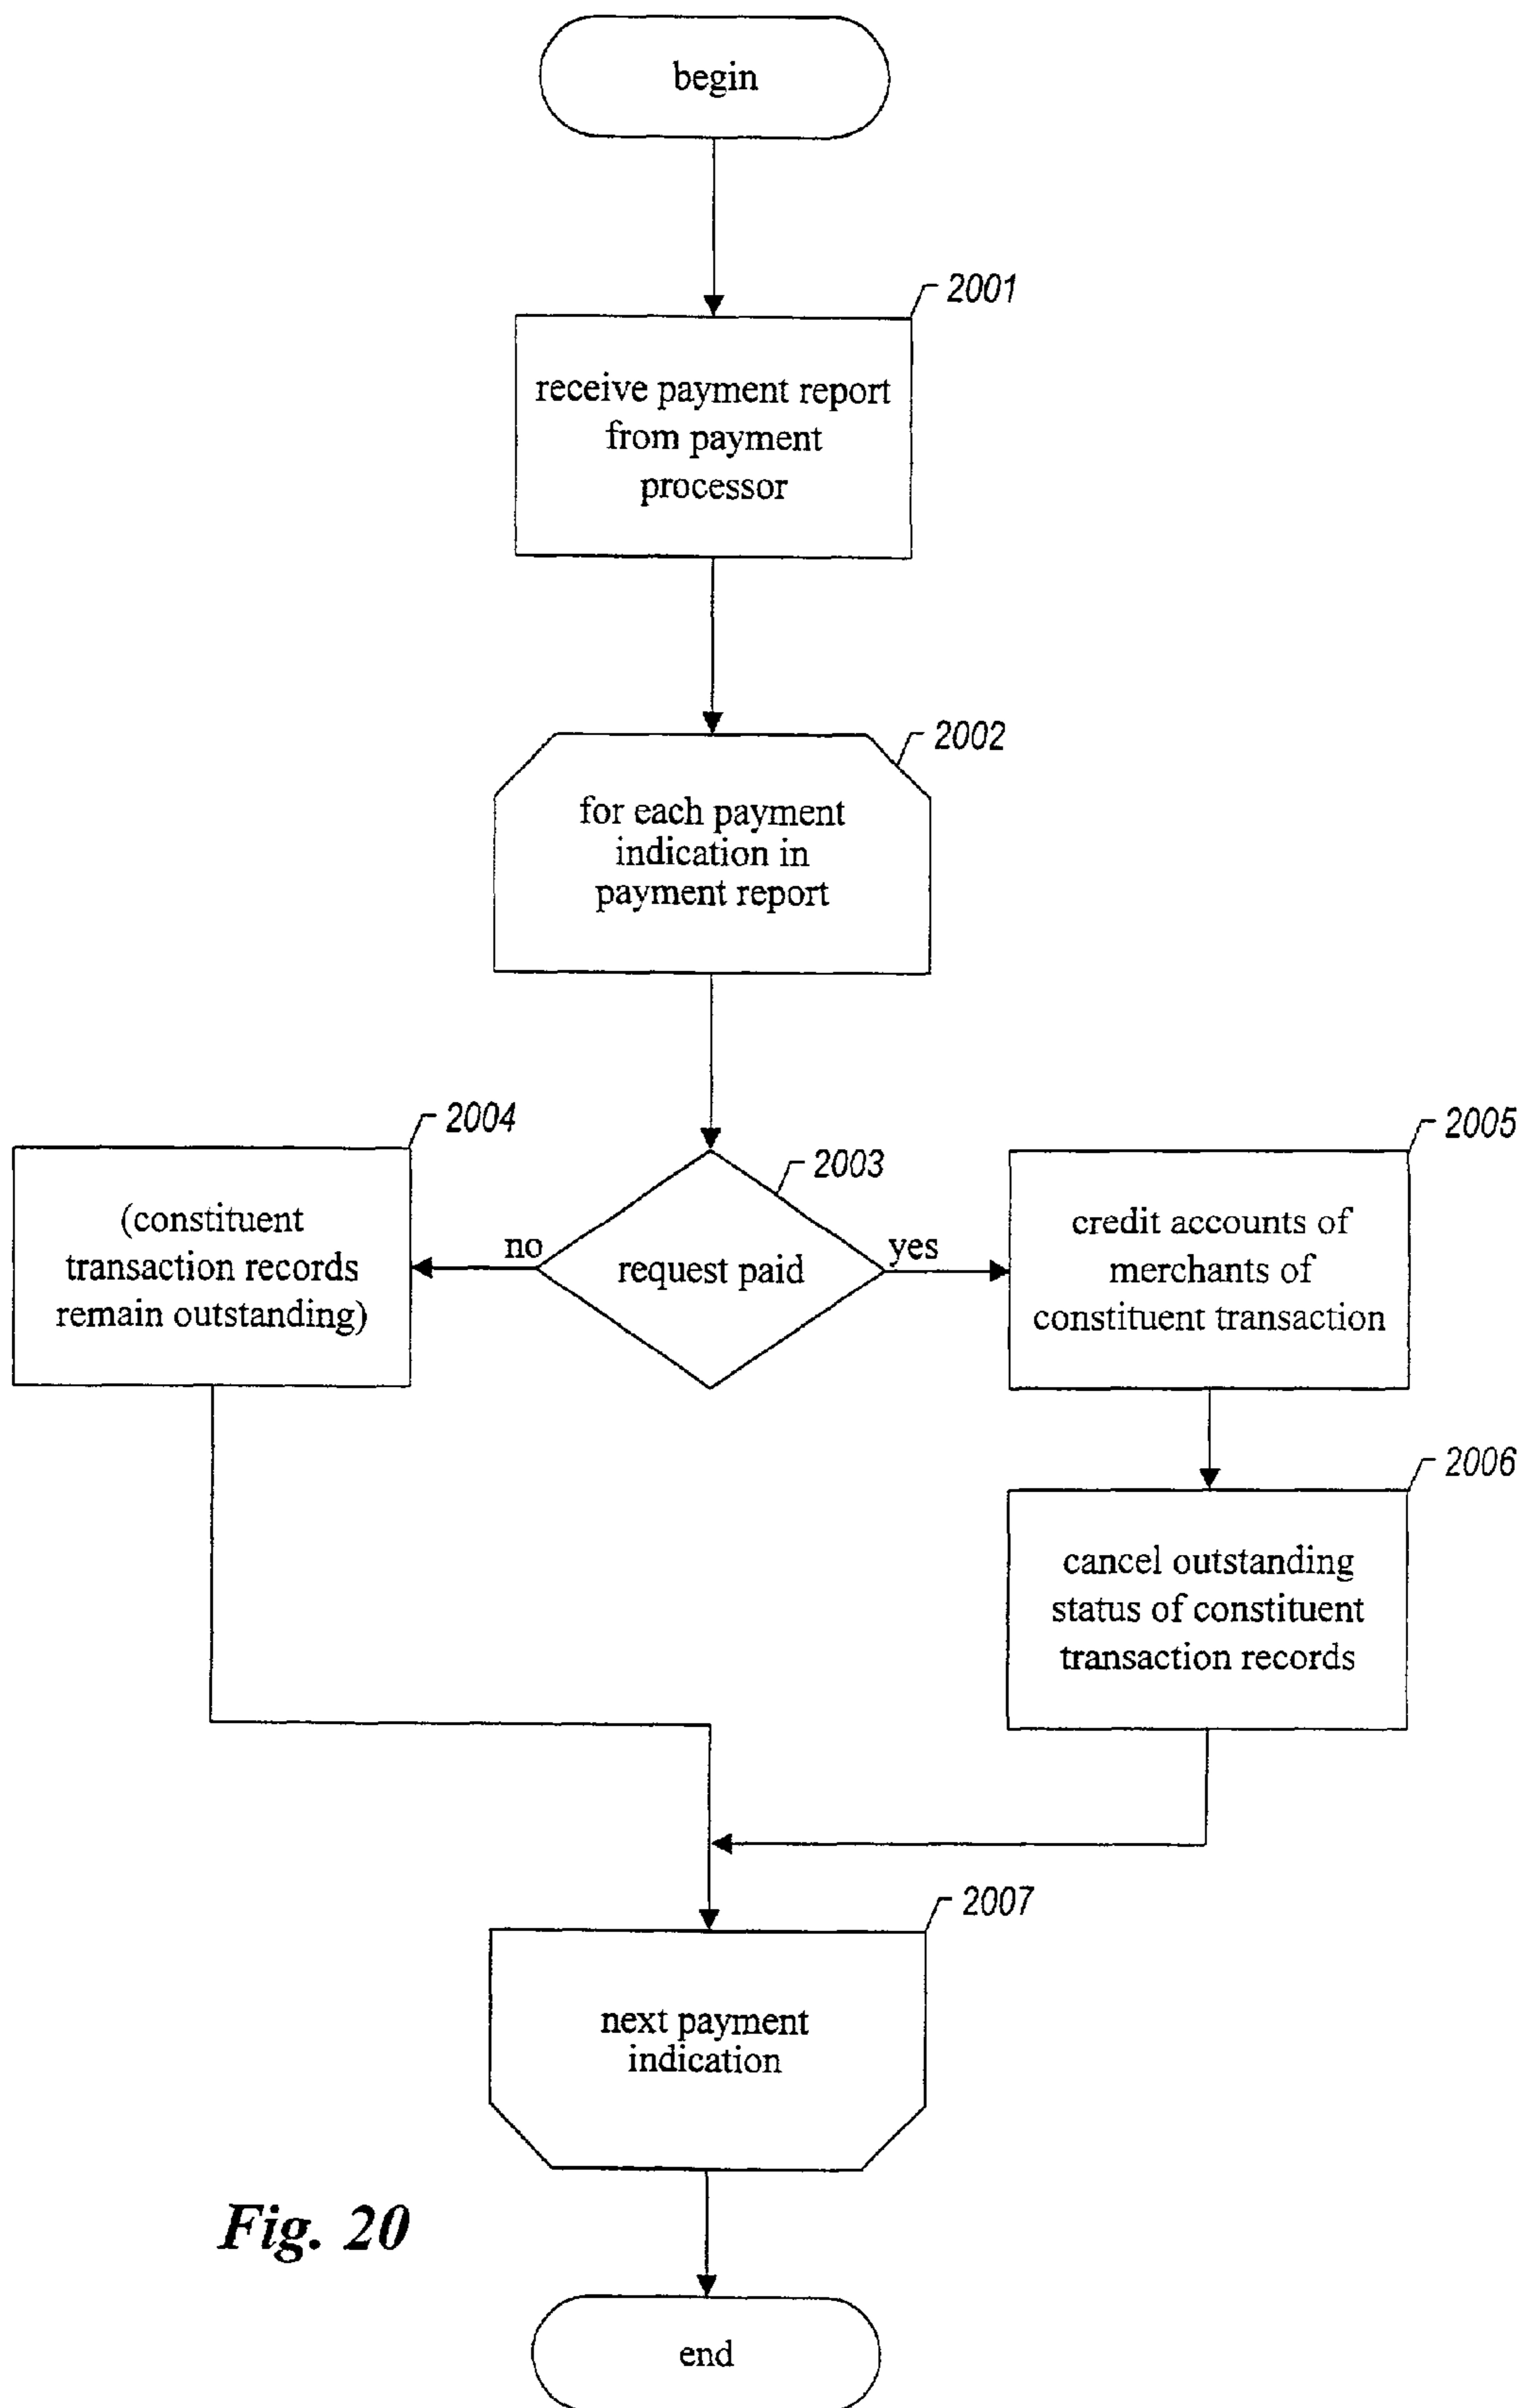 begin
2001
receive payment report
from payment
processor
2002
for each payment
indication in
payment report
2004
(constituent
transaction records
remain outstanding)
2003
no
request paid
yes
2005
credit accounts of
merchants of
constituent transaction
2006
cancel outstanding
status of constituent
transaction records
2007
next payment
indication
Fig. 20
end